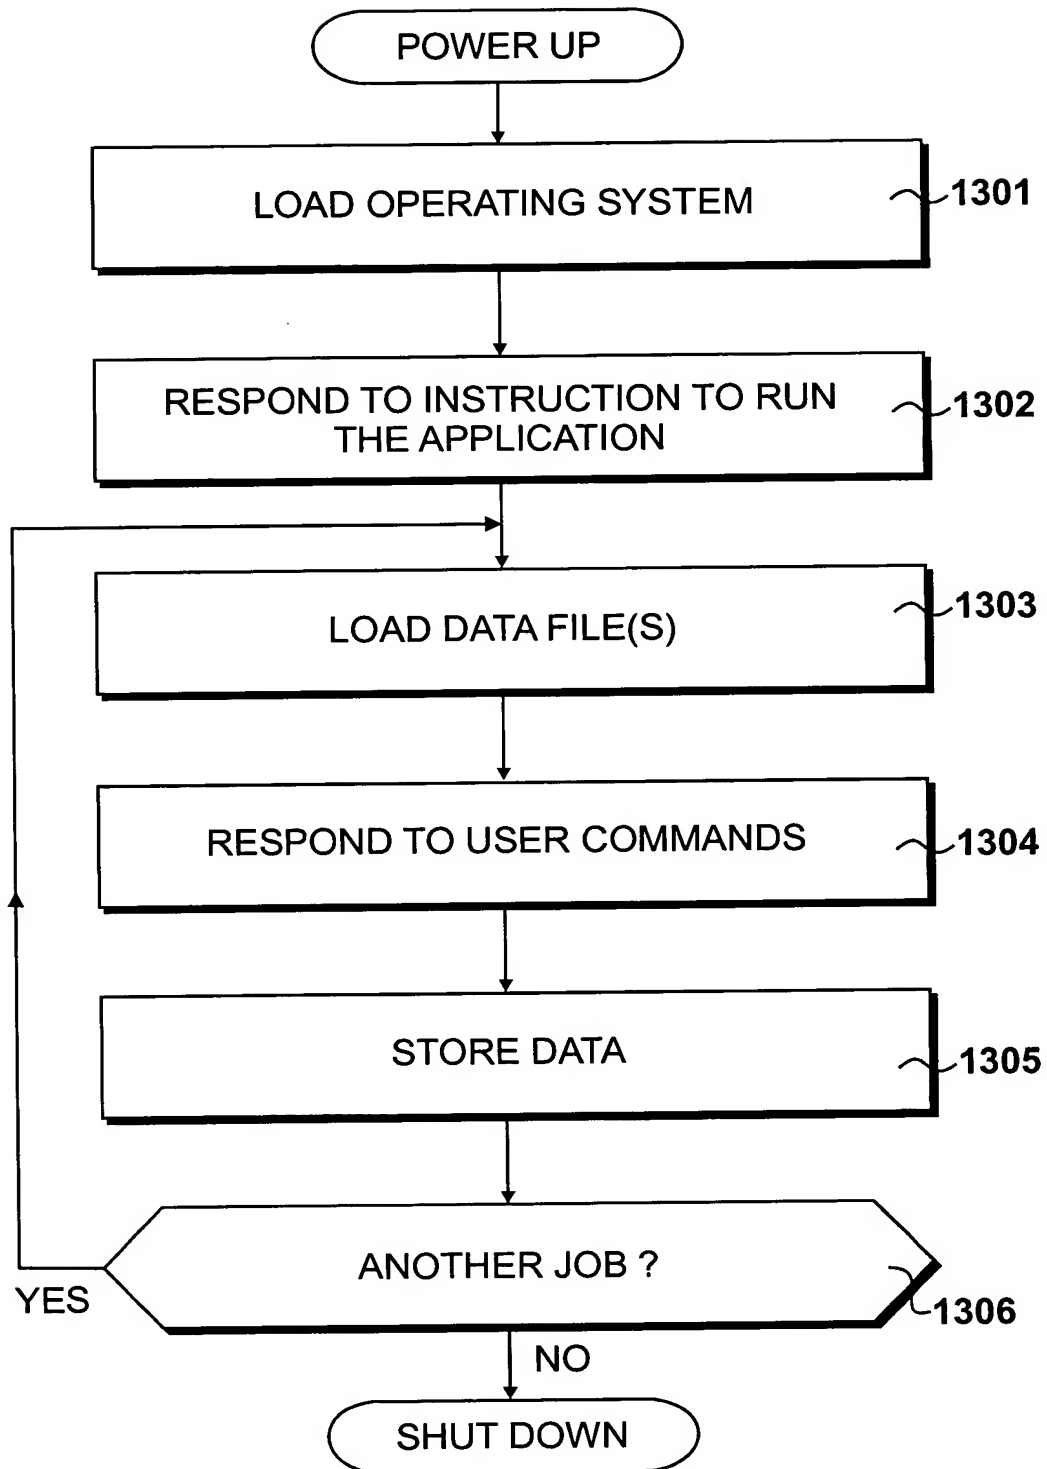 POWER UP
LOAD OPERATING SYSTEM
1301
RESPOND TO INSTRUCTION TO RUN
THE APPLICATION
1302
LOAD DATA FILE(S)
1303
RESPOND TO USER COMMANDS
1304
STORE DATA
1305
ANOTHER JOB ?
YES
1306
NO
SHUT DOWN